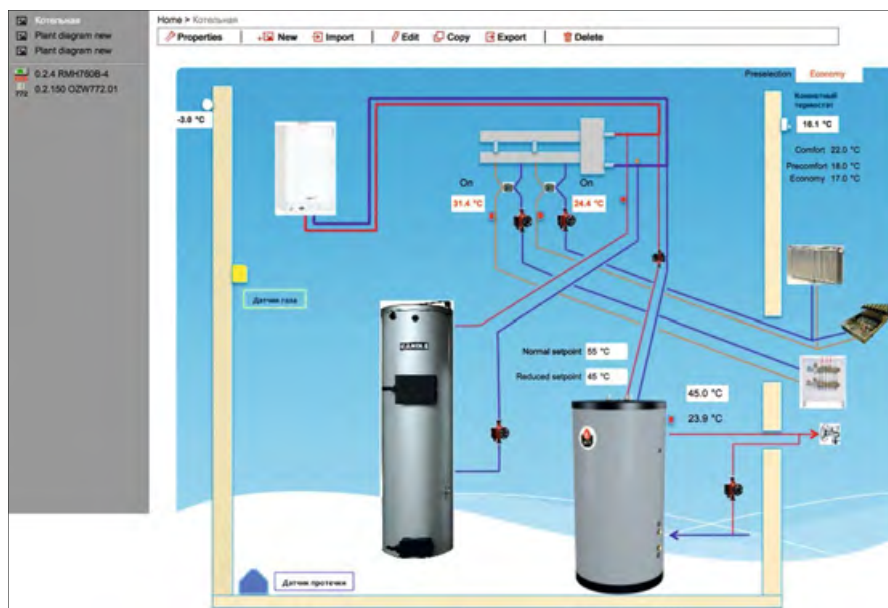 Котельная
Plant diagram new
Plant diagram new
0.2.4 RMH760B-4
772 0.2.150 OZW772.01
Home > Котельная
Properties New Import Edit Copy Export Delete
Preselection Economy
Комнатный
термостат
-3.8 °C
18.1 °C
Comfort 22.0 °C
Precomfort 18.0 °C
Economy 17.0 °C
On On
31.4 °C 24.4 °C
Датчик газа
CANDLE
Normal setpoint 55 °C
Reduced setpoint 45 °C
45.0 °C
23.9 °C
Датчик протечки